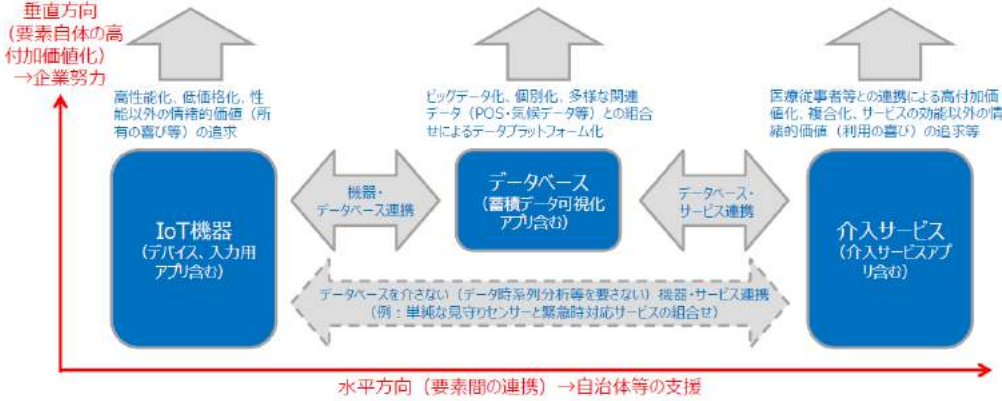 垂直方向
（要素自体の高
付加価値化）
→企業努力
高性能化、低価格化、性
能以外の情緒的価値（所
有の喜び等）の追求
ビッグデータ化、個別化、多様な関連
データ（POS・気候データ等）との組合
せによるデータプラットフォーム化
医療従事者等との連携による高付加価
値化、複合化、サービスの効能以外の情
緒的価値（利用の喜び）の追求等
IoT機器
（デバイス、入力用
アプリ含む）
機器・
データベース連携
データベース
（蓄積データ可視化
アプリ含む）
データベース・
サービス連携
介入サービス
（介入サービスアプ
リ含む）
データベースを介さない（データ時系列分析等を要さない）機器・サービス連携
（例：単純な見守りセンサーと緊急時対応サービスの組合せ）
水平方向（要素間の連携）→自治体等の支援